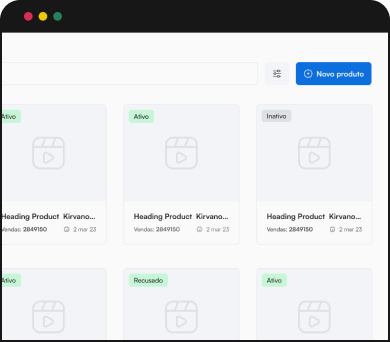 Novo produto
Ativo
Ativo
Inativo
Heading Product Kirvano...
Heading Product Kirvano...
Heading Product Kirvano...
Vendas: 2849150 2 mar 23
Vendas: 2849150 2 mar 23
Vendas: 2849150 2 mar 23
Ativo
Recusado
Ativo